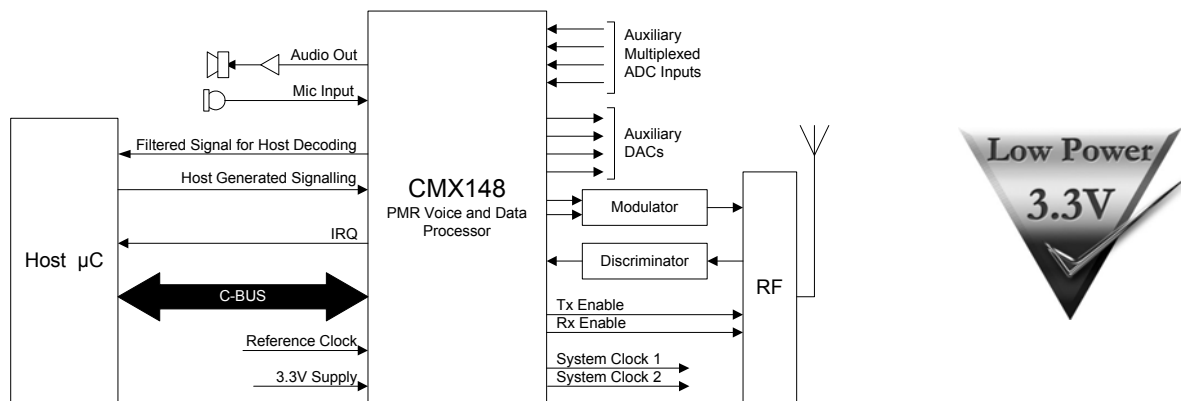 Audio Out
Mic Input
Filtered Signal for Host Decoding
Host Generated Signalling
IRQ
C-BUS
Reference Clock
3.3V Supply
Host µC
CMX148
PMR Voice and Data
Processor
Auxiliary
Multiplexed
ADC Inputs
Auxiliary
DACs
Modulator
Discriminator
Tx Enable
Rx Enable
System Clock 1
System Clock 2
RF
Low Power
3.3V